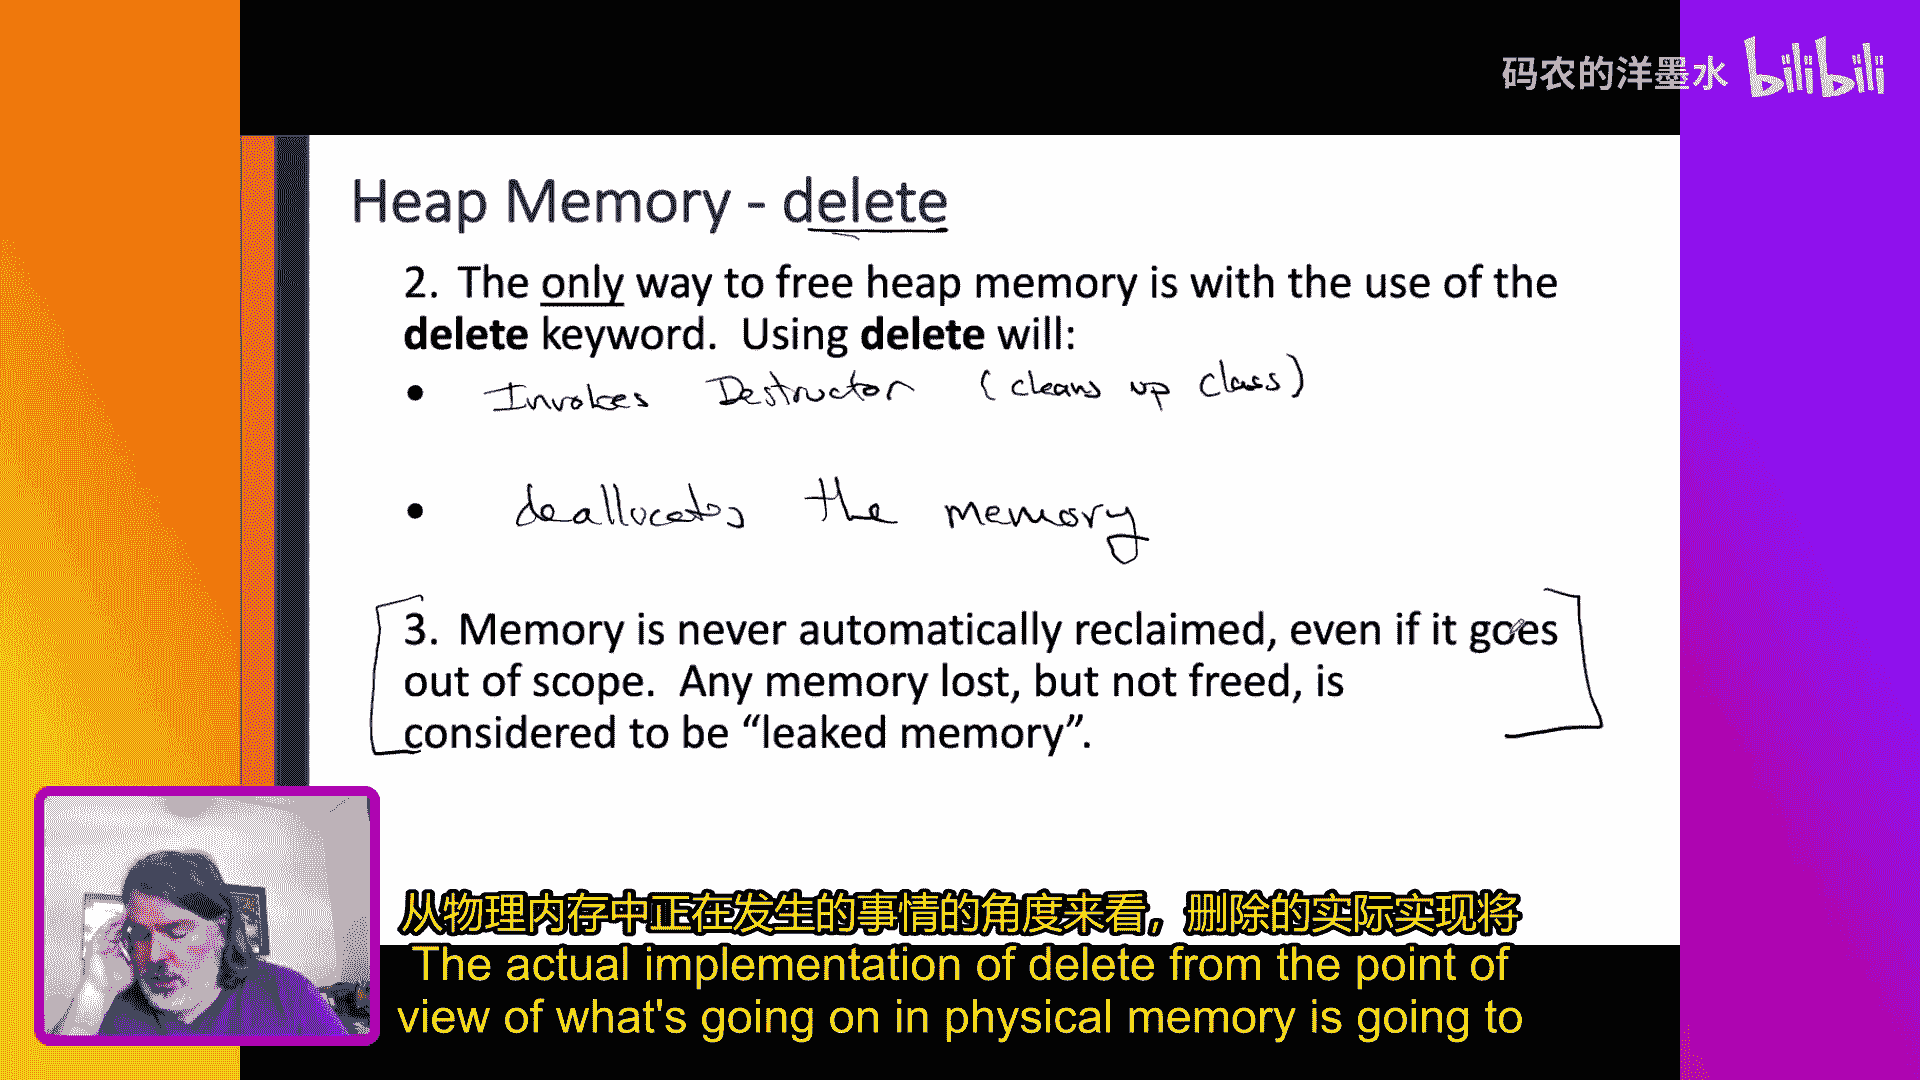 码农的洋墨水 bilibili
Heap Memory - delete
2. The only way to free heap memory is with the use of the
delete keyword. Using delete will:
• Invokes Destructor (cleans up class)
• deallocates the memory
3. Memory is never automatically reclaimed, even if it goes
out of scope. Any memory lost, but not freed, is
considered to be “leaked memory”.
从物理内存中正在发生的事情的角度来看，删除的实际实现将
The actual implementation of delete from the point of
view of what's going on in physical memory is going to